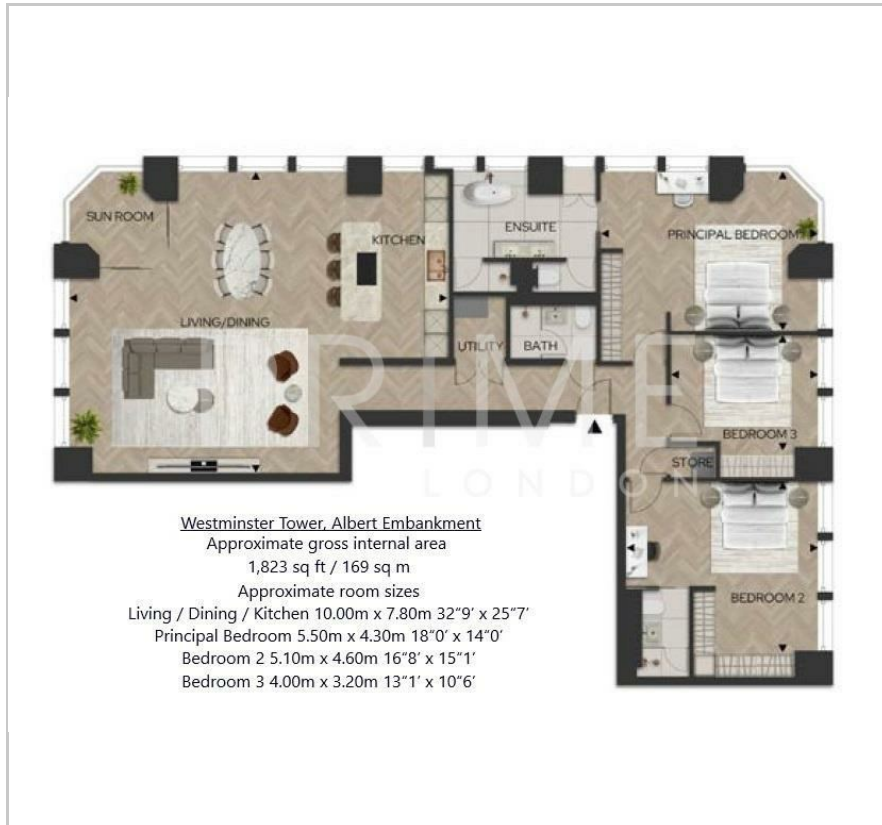 SUN ROOM
KITCHEN
ENSUITE
PRINCIPAL BEDROOM
LIVING/DINING
UTILITY
BATH
PRIME
LONDON
BEDROOM 3
STORE
BEDROOM 2
Westminster Tower, Albert Embankment
Approximate gross internal area
1,823 sq ft / 169 sq m
Approximate room sizes
Living / Dining / Kitchen 10.00m x 7.80m 32"9' x 25"7'
Principal Bedroom 5.50m x 4.30m 18"0' x 14"0'
Bedroom 2 5.10m x 4.60m 16"8' x 15"1'
Bedroom 3 4.00m x 3.20m 13"1' x 10"6'